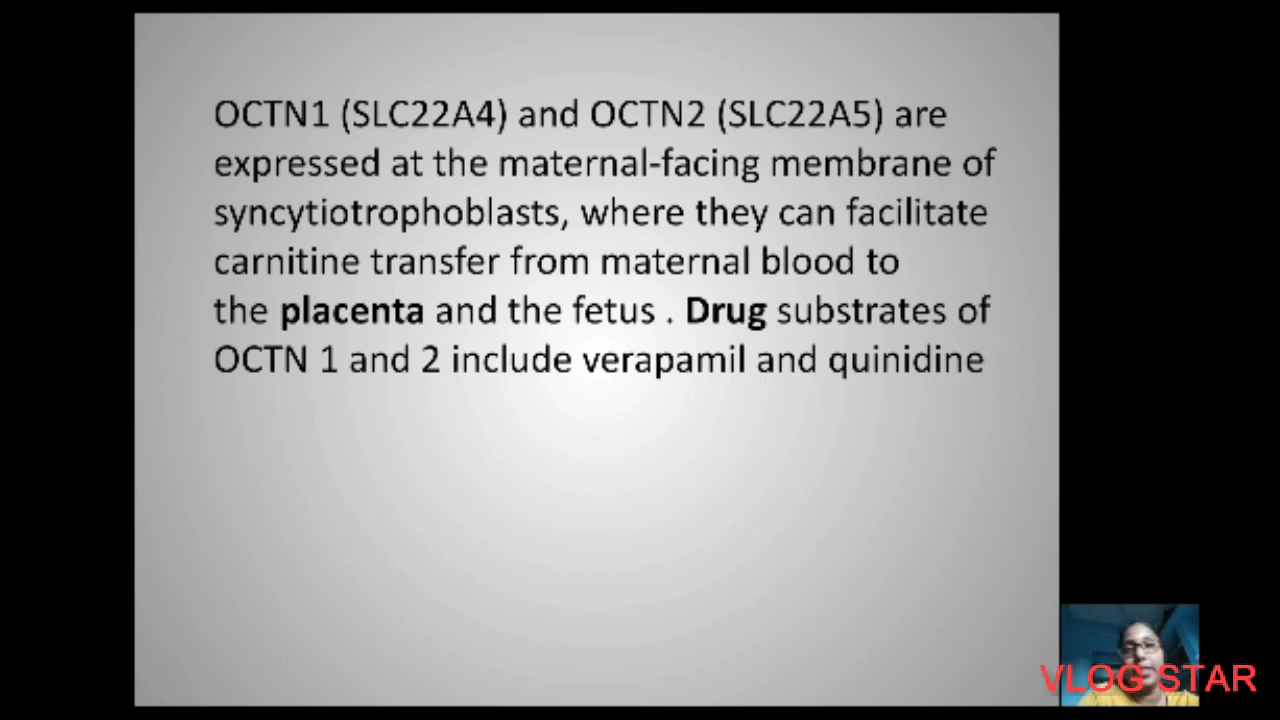 OCTN1 (SLC22A4) and OCTN2 (SLC22A5) are
expressed at the maternal-facing membrane of
syncytiotrophoblasts, where they can facilitate
carnitine transfer from maternal blood to
the placenta and the fetus . Drug substrates of
OCTN 1 and 2 include verapamil and quinidine
VLOG STAR